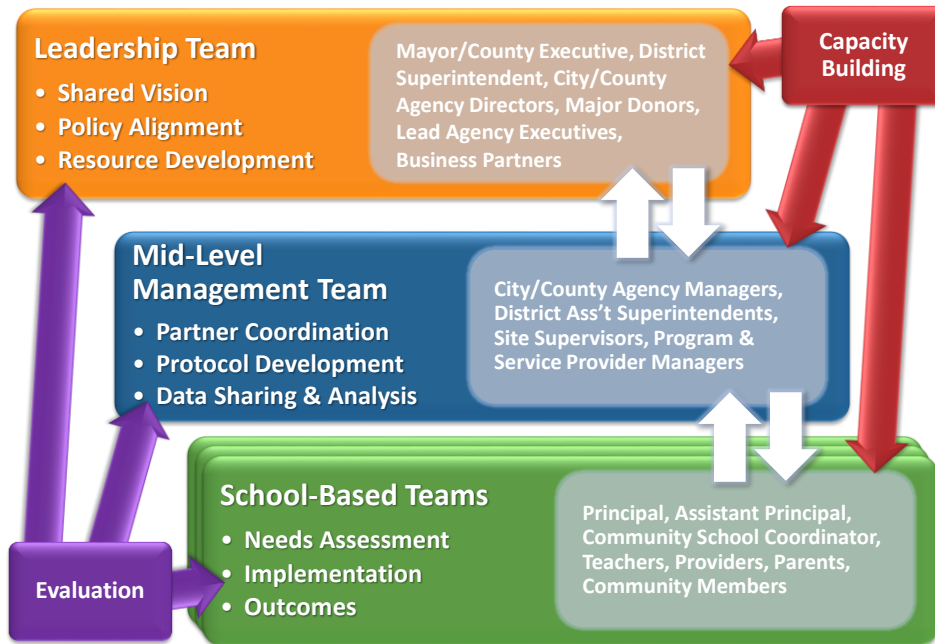 Leadership Team
• Shared Vision
• Policy Alignment
• Resource Development
Mayor/County Executive, District
Superintendent, City/County
Agency Directors, Major Donors,
Lead Agency Executives,
Business Partners
Capacity
Building
Mid-Level
Management Team
• Partner Coordination
• Protocol Development
• Data Sharing & Analysis
City/County Agency Managers,
District Ass't Superintendents,
Site Supervisors, Program &
Service Provider Managers
School-Based Teams
• Needs Assessment
• Implementation
• Outcomes
Principal, Assistant Principal,
Community School Coordinator,
Teachers, Providers, Parents,
Community Members
Evaluation